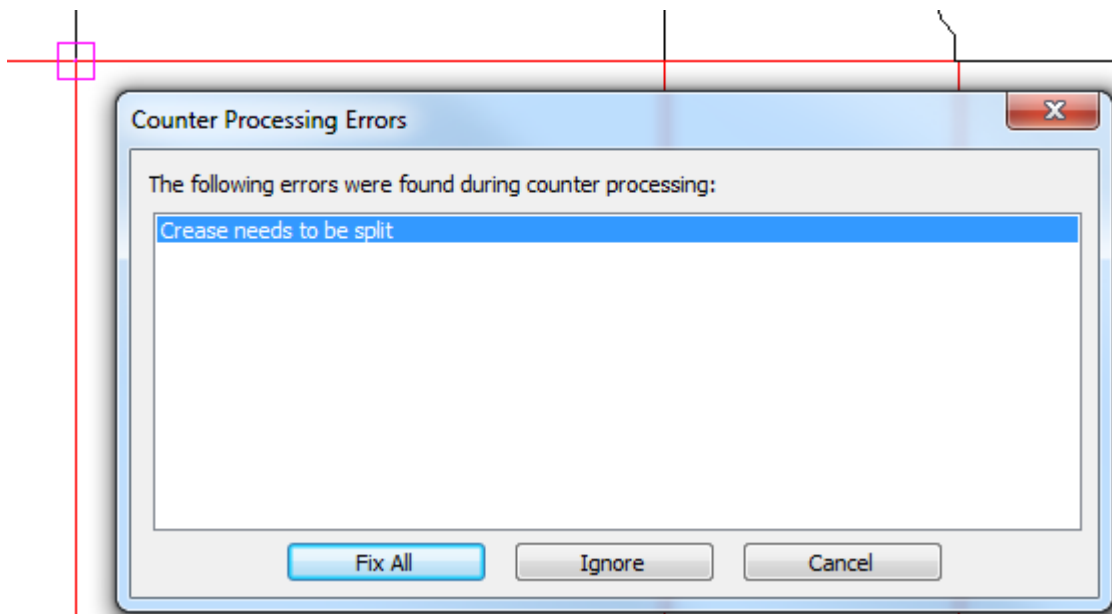 Counter Processing Errors
The following errors were found during counter processing:
Crease needs to be split
Fix All
Ignore
Cancel